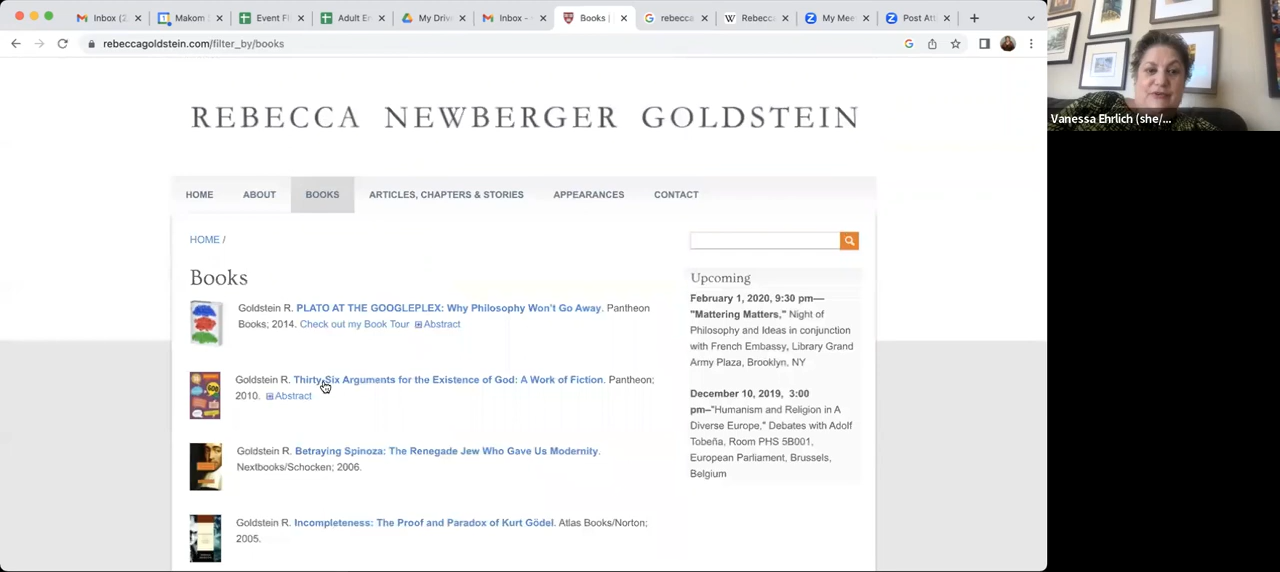 Inbox (2
Makom
Event Fl
Adult En
My Driv
Inbox -
Books |
rebecca
Rebecc
My Mee
Post Att
rebeccagoldstein.com/filter_by/books
REBECCA NEWBERGER GOLDSTEIN
HOME ABOUT BOOKS ARTICLES, CHAPTERS & STORIES APPEARANCES CONTACT
HOME /
Books
Goldstein R. PLATO AT THE GOOGLEPLEX: Why Philosophy Won't Go Away. Pantheon
Books; 2014. Check out my Book Tour Abstract
Goldstein R. Thirty-Six Arguments for the Existence of God: A Work of Fiction. Pantheon;
2010. Abstract
Goldstein R. Betraying Spinoza: The Renegade Jew Who Gave Us Modernity.
Nextbooks/Schocken; 2006.
Goldstein R. Incompleteness: The Proof and Paradox of Kurt Gödel. Atlas Books/Norton;
2005.
Upcoming
February 1, 2020, 9:30 pm—
"Mattering Matters," Night of
Philosophy and Ideas in conjunction
with French Embassy, Library Grand
Army Plaza, Brooklyn, NY
December 10, 2019, 3:00
pm–"Humanism and Religion in A
Diverse Europe," Debates with Adolf
Tobeña, Room PHS 5B001,
European Parliament, Brussels,
Belgium
Vanessa Ehrlich (she/...